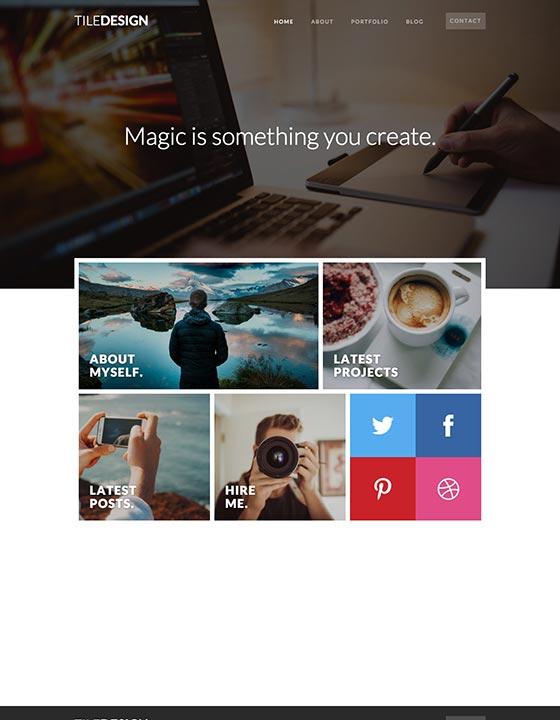 TILEDESIGN
HOME
ABOUT
PORTFOLIO
BLOG
CONTACT
Magic is something you create.
ABOUT
MYSELF.
LATEST
PROJECTS
LATEST
POSTS.
HIRE
ME.
TILEDESIGN